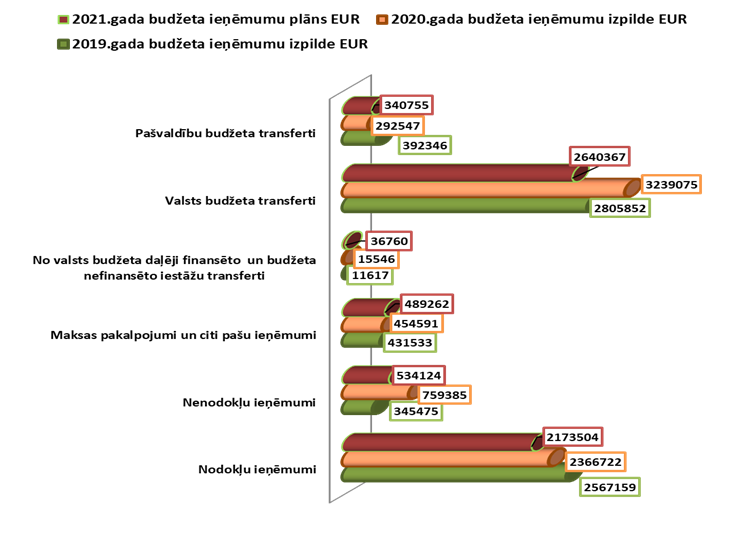 2021.gada budžeta ieņēmumu plāns EUR
2020.gada budžeta ieņēmumu izpilde EUR
2019.gada budžeta ieņēmumu izpilde EUR
Pašvaldību budžeta transferti
340755
292547
392346
Valsts budžeta transferti
2640367
3239075
2805852
No valsts budžeta daļēji finansēto un budžeta
nefinansēto iestāžu transferti
36760
15546
11617
Maksas pakalpojumi un citi pašu ieņēmumi
489262
454591
431533
Nenodokļu ieņēmumi
534124
759385
345475
Nodokļu ieņēmumi
2173504
2366722
2567159